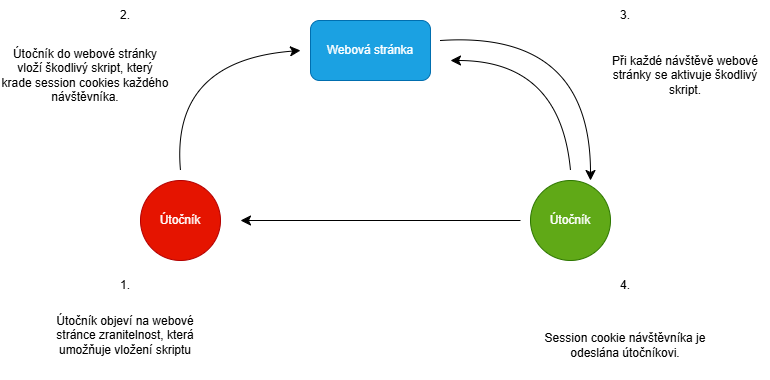 2.
Útočník do webové stránky
vloží škodlivý skript, který
krade session cookies každého
návštěvníka.
Webová stránka
3.
Při každé návštěvě webové
stránky se aktivuje škodlivý
skript.
Útočník
Útočník
1.
Útočník objeví na webové
stránce zranitelnost, která
umožňuje vložení skriptu
4.
Session cookie návštěvníka je
odeslána útočníkovi.